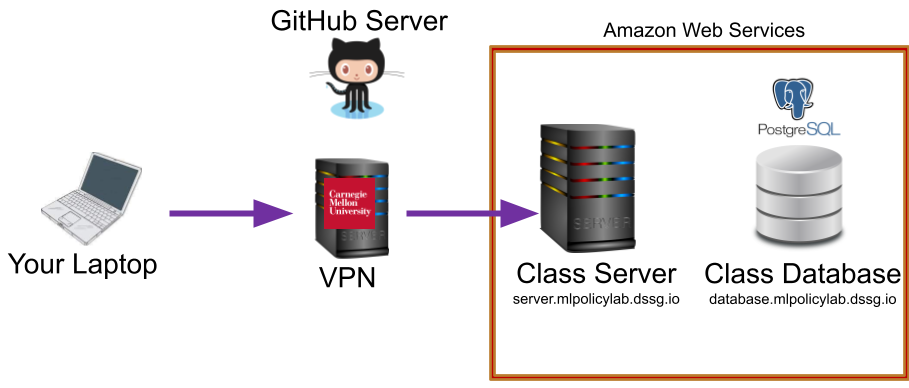 GitHub Server
Amazon Web Services
PostgreSQL
Carnegie
Mellon
University
SERVER
SERVER
Your Laptop
VPN
Class Server
server.mlpolicylab.dssg.io
Class Database
database.mlpolicylab.dssg.io